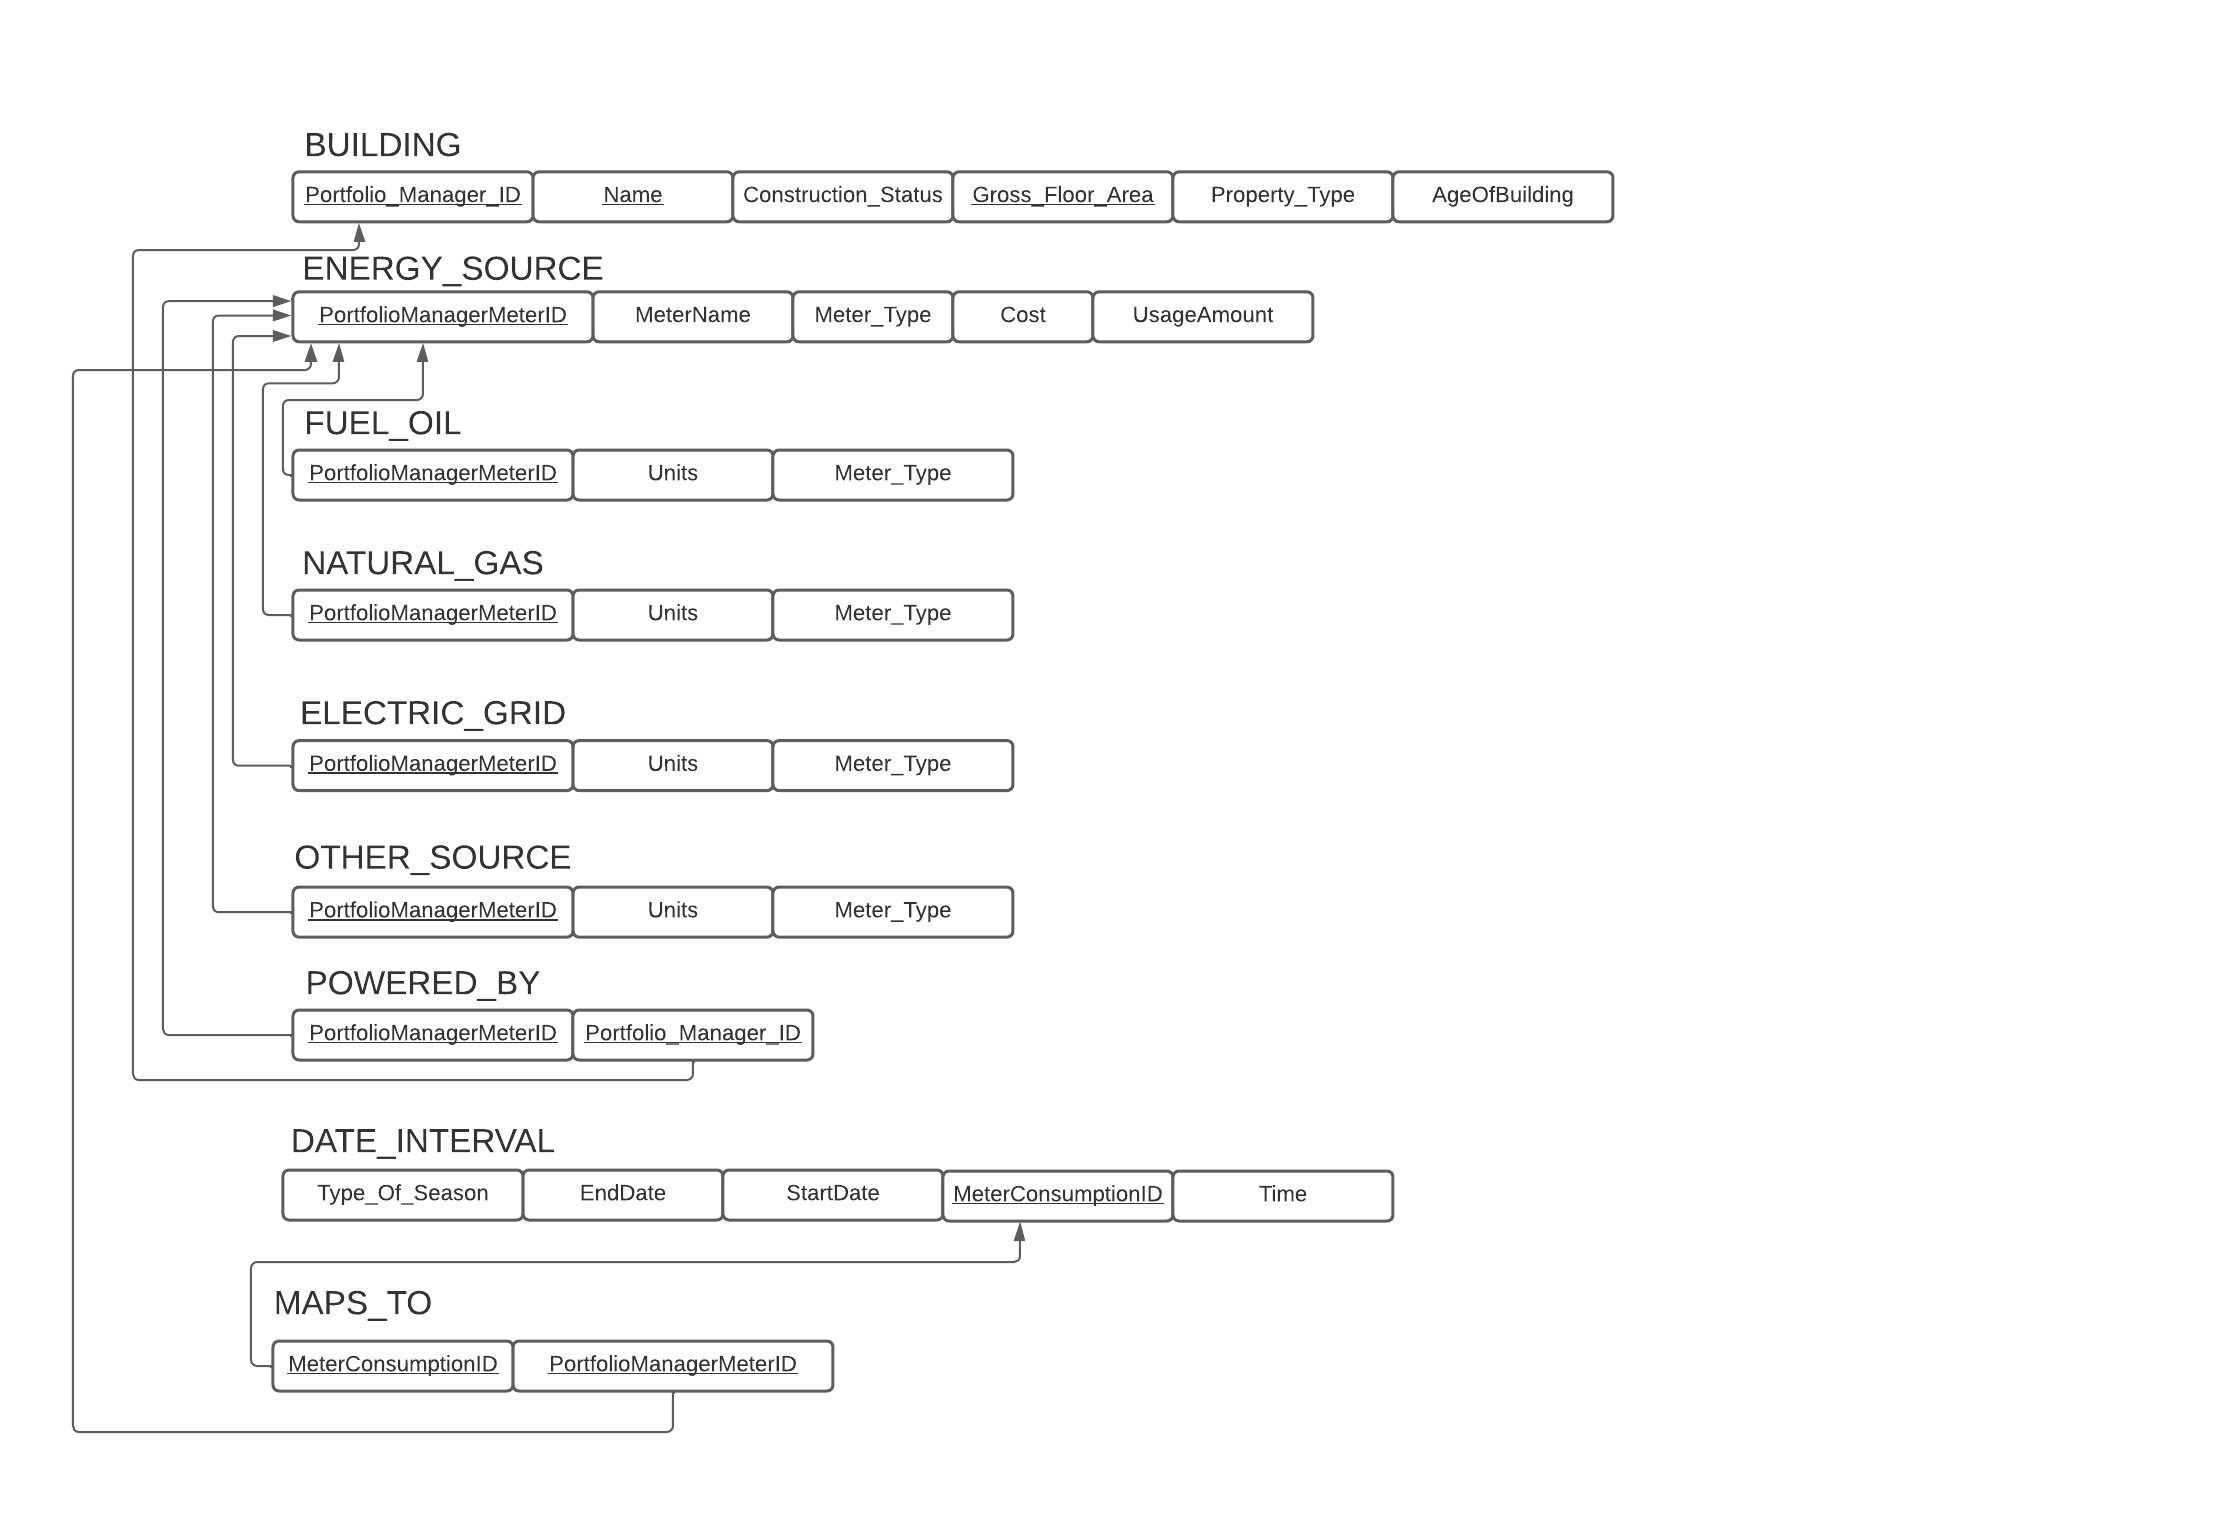 BUILDING
Portfolio_Manager_ID Name Construction_Status Gross_Floor_Area Property_Type AgeOfBuilding
ENERGY_SOURCE
PortfolioManagerMeterID MeterName Meter_Type Cost UsageAmount
FUEL_OIL
PortfolioManagerMeterID Units Meter_Type
NATURAL_GAS
PortfolioManagerMeterID Units Meter_Type
ELECTRIC_GRID
PortfolioManagerMeterID Units Meter_Type
OTHER_SOURCE
PortfolioManagerMeterID Units Meter_Type
POWERED_BY
PortfolioManagerMeterID Portfolio_Manager_ID
DATE_INTERVAL
Type_Of_Season EndDate StartDate MeterConsumptionID Time
MAPS_TO
MeterConsumptionID PortfolioManagerMeterID